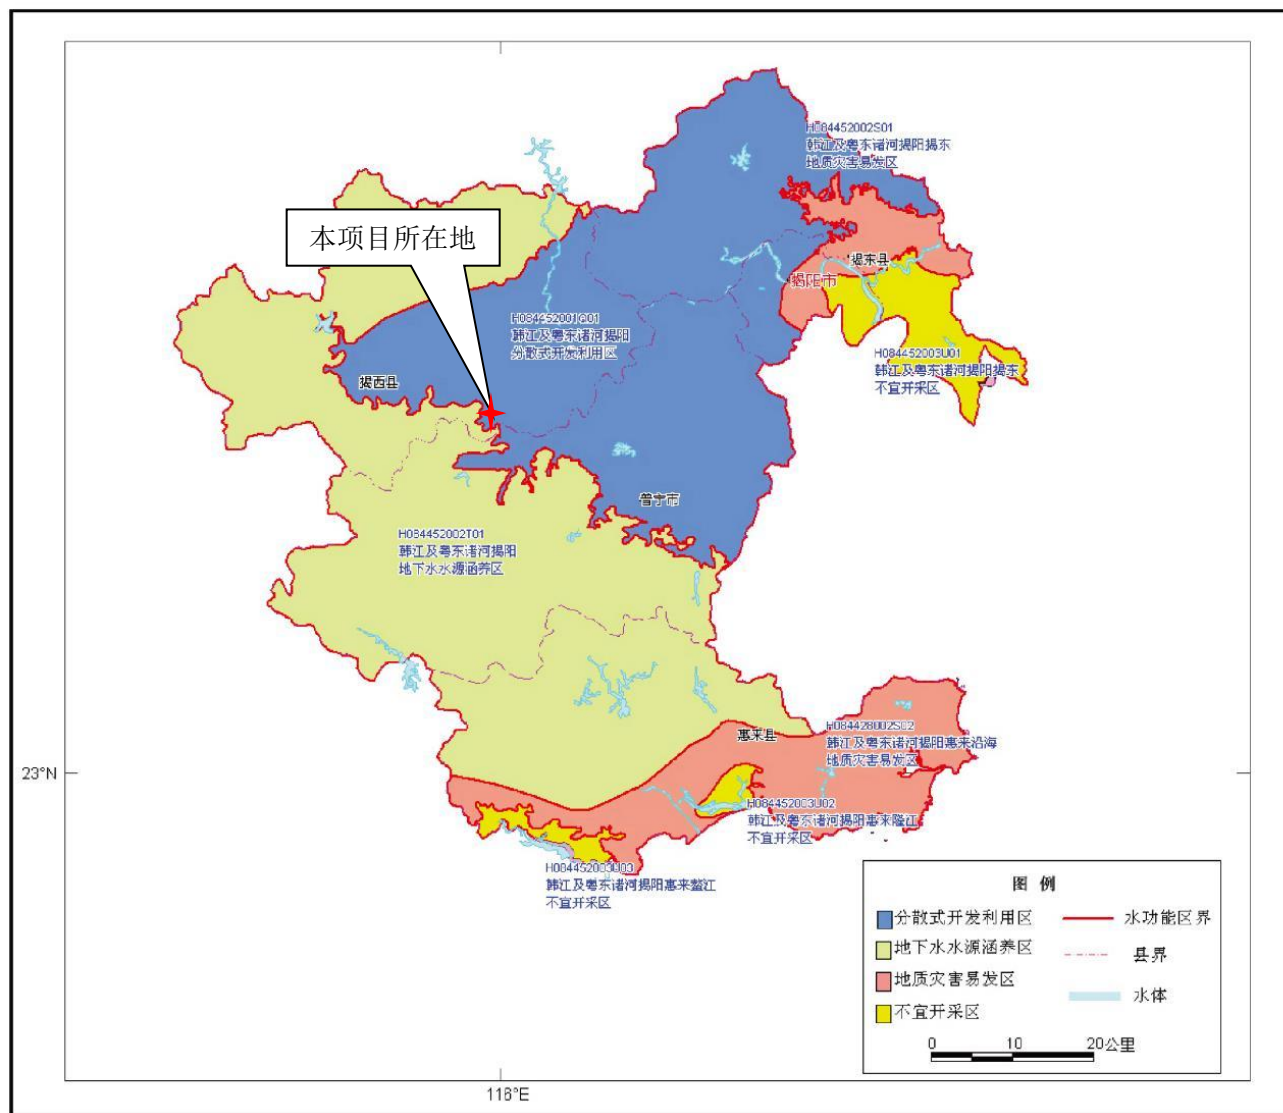 H084452002S01
韩江及粤东诸河揭阳揭东
地质灾害易发区
本项目所在地
揭东县
揭阳市
H084452001Q01
韩江及粤东诸河揭阳
分散式开发利用区
H084452003U01
韩江及粤东诸河揭阳揭东
不宜开采区
揭西县
普宁市
H084452002T01
韩江及粤东诸河揭阳
地下水水源涵养区
惠来县
H084428002S02
韩江及粤东诸河揭阳惠来沿海
地质灾害易发区
23°N
H084452003U02
韩江及粤东诸河揭阳惠来隆江
不宜开采区
H084452003U03
韩江及粤东诸河揭阳惠来鳌江
不宜开采区
图 例
分散式开发利用区 水功能区界
地下水水源涵养区 县界
地质灾害易发区 水体
不宜开采区
0 10 20公里
116°E